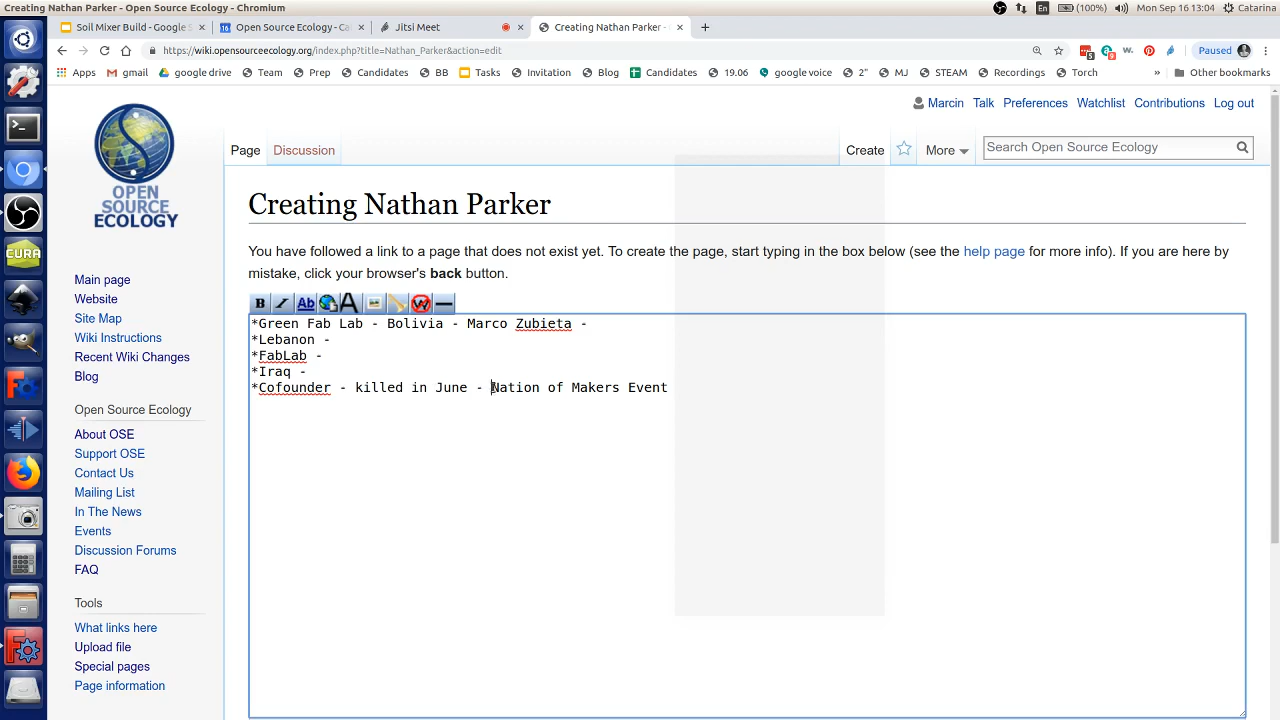 Creating Nathan Parker - Open Source Ecology - Chromium
En (100%) Mon Sep 16 13:04 Catarina
Soil Mixer Build - Google S × Open Source Ecology - Cal × Jitsi Meet × Creating Nathan Parker - × +
https://wiki.opensourceecology.org/index.php?title=Nathan_Parker&action=edit Paused
Apps gmail google drive Team Prep Candidates BB Tasks Invitation Blog Candidates 19.06 google voice 2" MJ STEAM Recordings Torch » Other bookmarks
Marcin Talk Preferences Watchlist Contributions Log out
Page Discussion Create More Search Open Source Ecology
OPEN
SOURCE
ECOLOGY
Creating Nathan Parker
You have followed a link to a page that does not exist yet. To create the page, start typing in the box below (see the help page for more info). If you are here by
mistake, click your browser's back button.
B I Ab A W
*Green Fab Lab - Bolivia - Marco Zubieta -
*Lebanon -
*FabLab -
*Iraq -
*Cofounder - killed in June - Nation of Makers Event
Main page
Website
Site Map
Wiki Instructions
Recent Wiki Changes
Blog
Open Source Ecology
About OSE
Support OSE
Contact Us
Mailing List
In The News
Events
Discussion Forums
FAQ
Tools
What links here
Upload file
Special pages
Page information
CURA